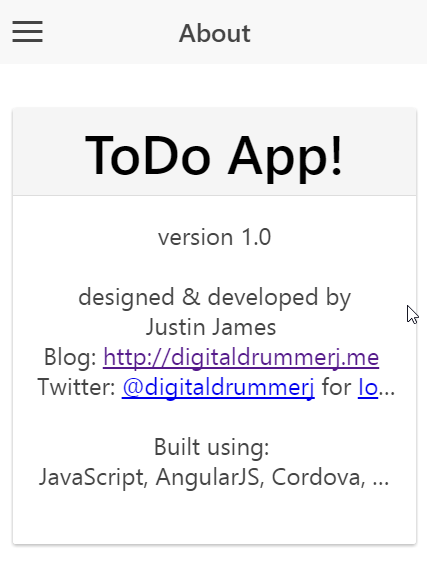 About
ToDo App!
version 1.0
designed & developed by
Justin James
Blog: http://digitaldrummerj.me
Twitter: @digitaldrummerj for Io...
Built using:
JavaScript, AngularJS, Cordova, ...